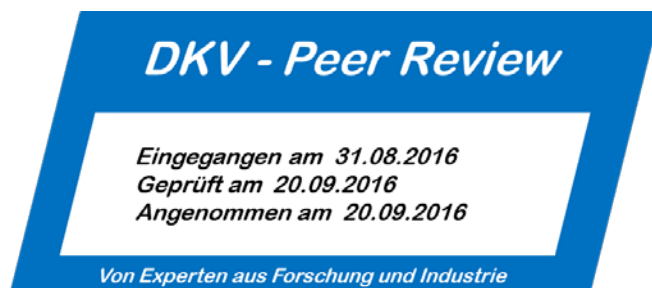 DKV - Peer Review
Eingegangen am 31.08.2016
Geprüft am 20.09.2016
Angenommen am 20.09.2016
Von Experten aus Forschung und Industrie